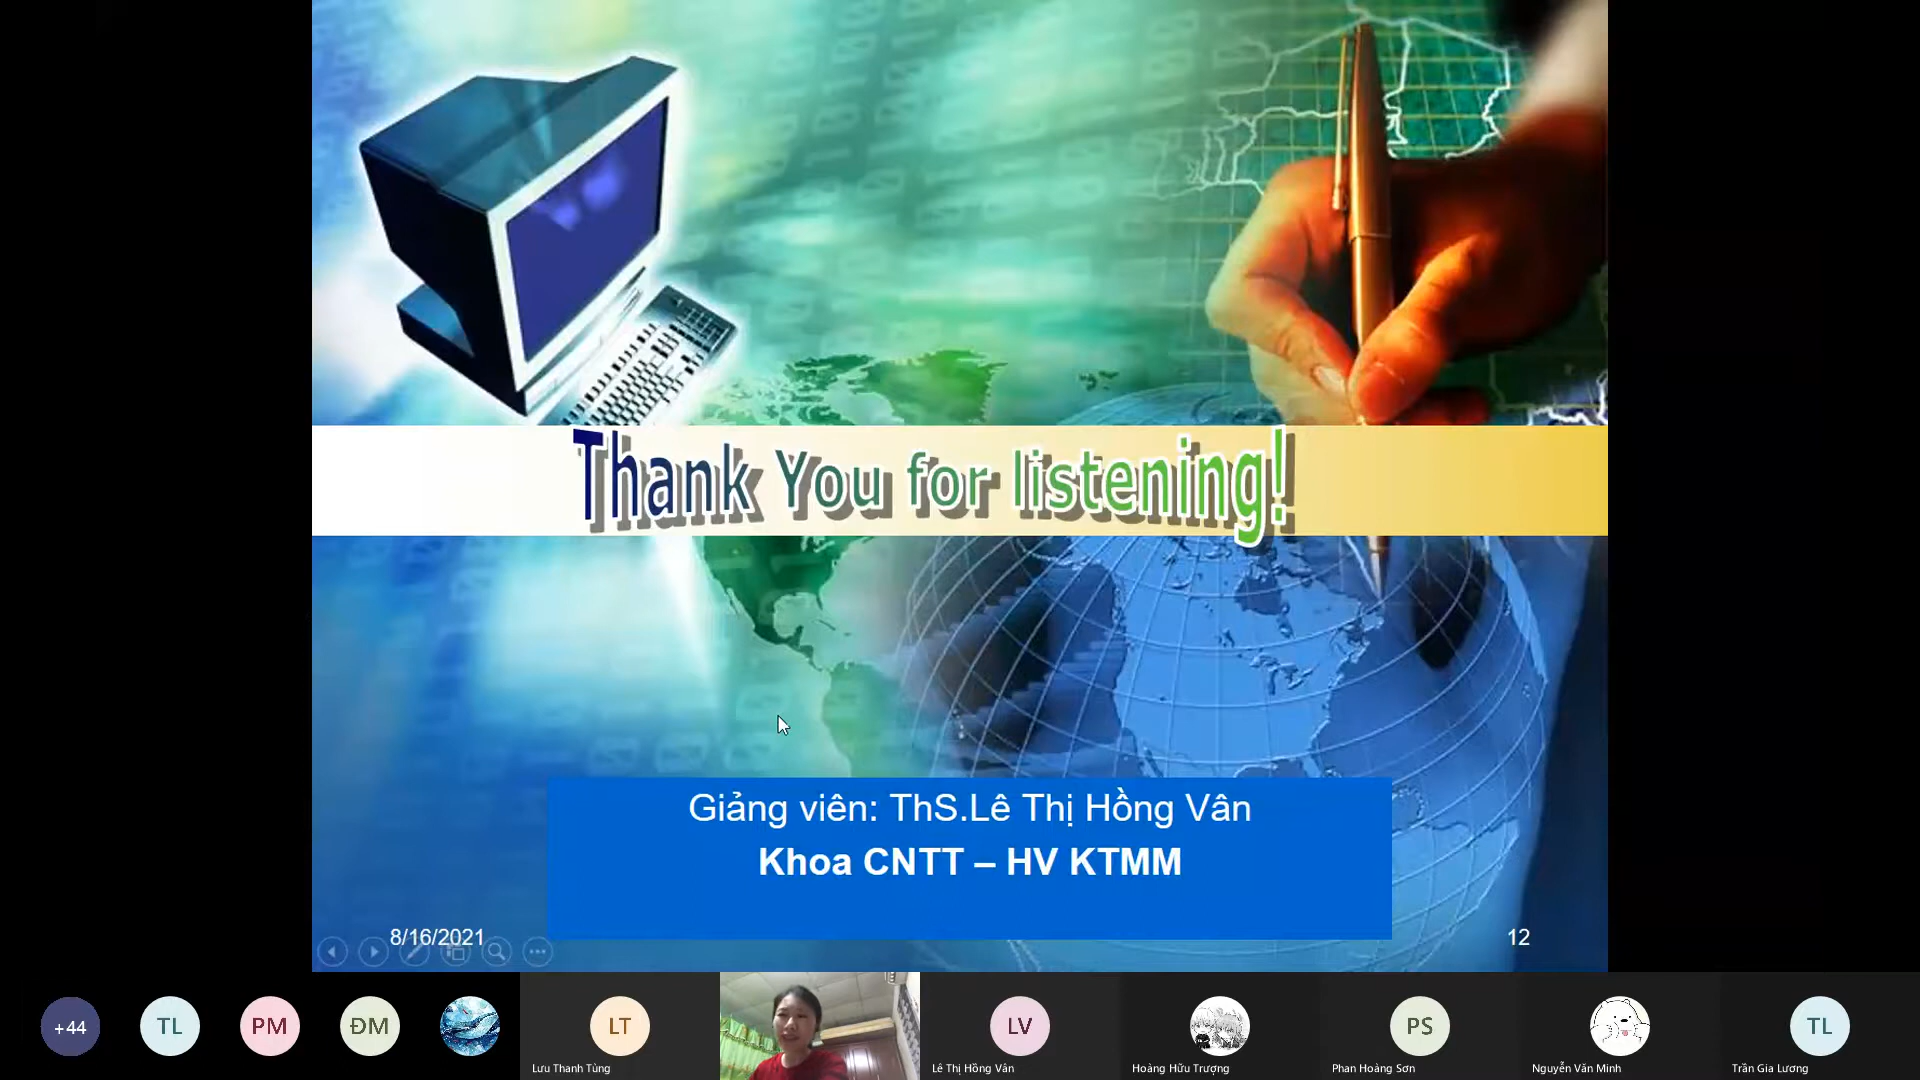 Thank You for listening!
Giảng viên: ThS.Lê Thị Hồng Vân
Khoa CNTT – HV KTMM
8/16/2021
12
+44
TL
PM
ĐM
LT
LV
PS
TL
Lưu Thanh Tùng
Lê Thị Hồng Vân
Hoàng Hữu Trượng
Phan Hoàng Sơn
Nguyễn Văn Minh
Trần Gia Lương